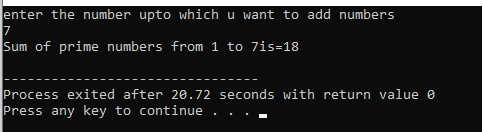 enter the number upto which u want to add numbers
7
Sum of prime numbers from 1 to 7is=18
--------------------------------
Process exited after 20.72 seconds with return value 0
Press any key to continue . . .